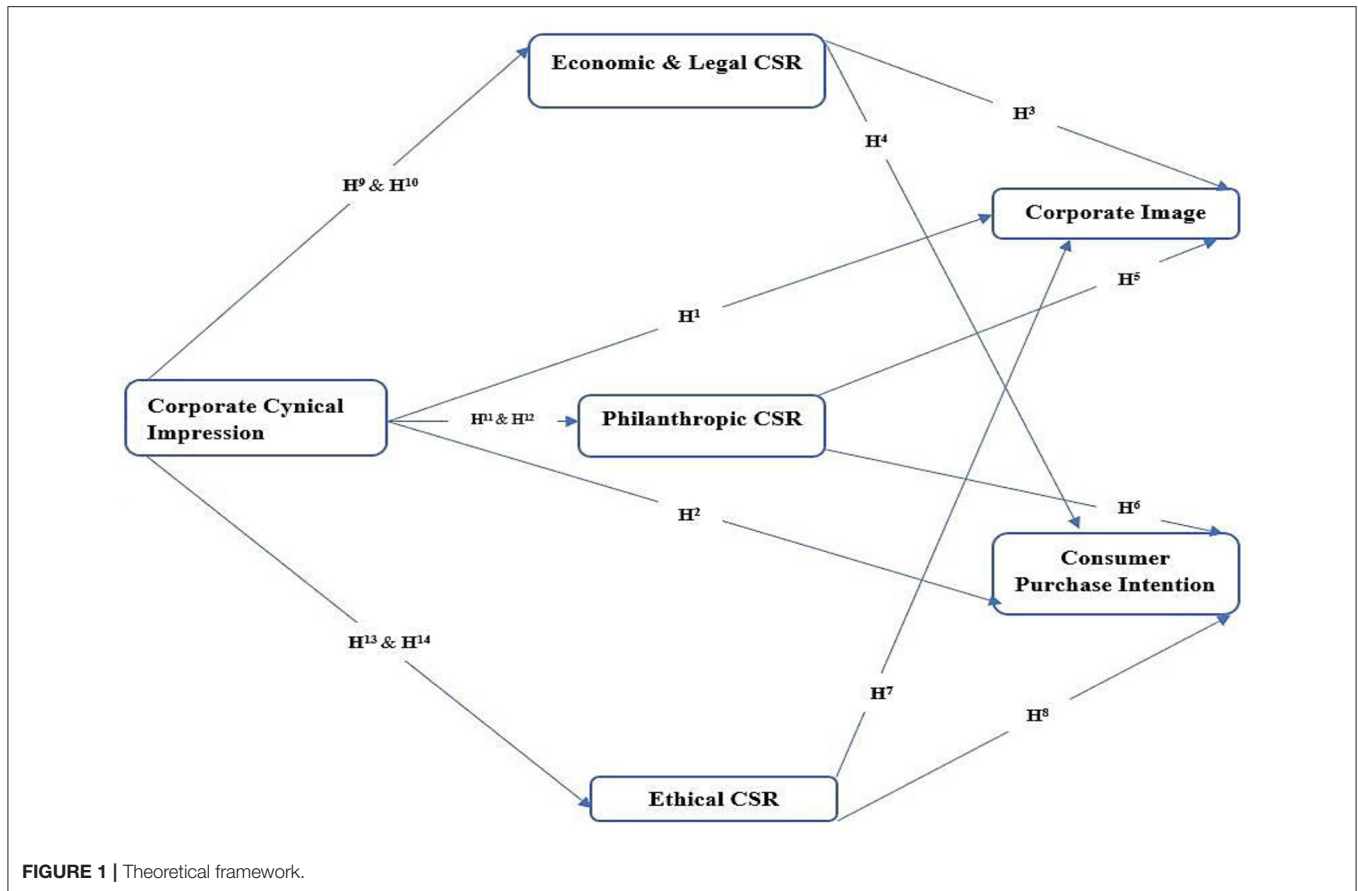 Economic & Legal CSR
H³
H⁴
H⁹ & H¹⁰
Corporate Image
H⁵
H¹
Corporate Cynical
Impression
H¹¹ & H¹²
Philanthropic CSR
H²
H⁶
Consumer
Purchase Intention
H¹³ & H¹⁴
H⁷
H⁸
Ethical CSR
FIGURE 1 | Theoretical framework.